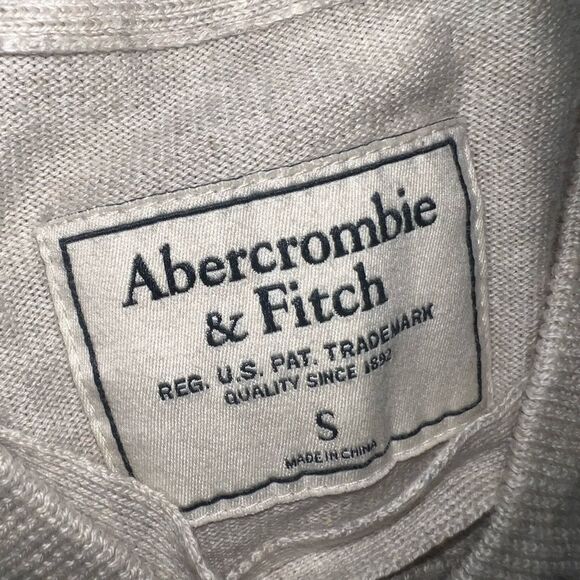 Abercrombie
& Fitch
REG. U.S. PAT. TRADEMARK
QUALITY SINCE 1892
S
MADE IN CHINA